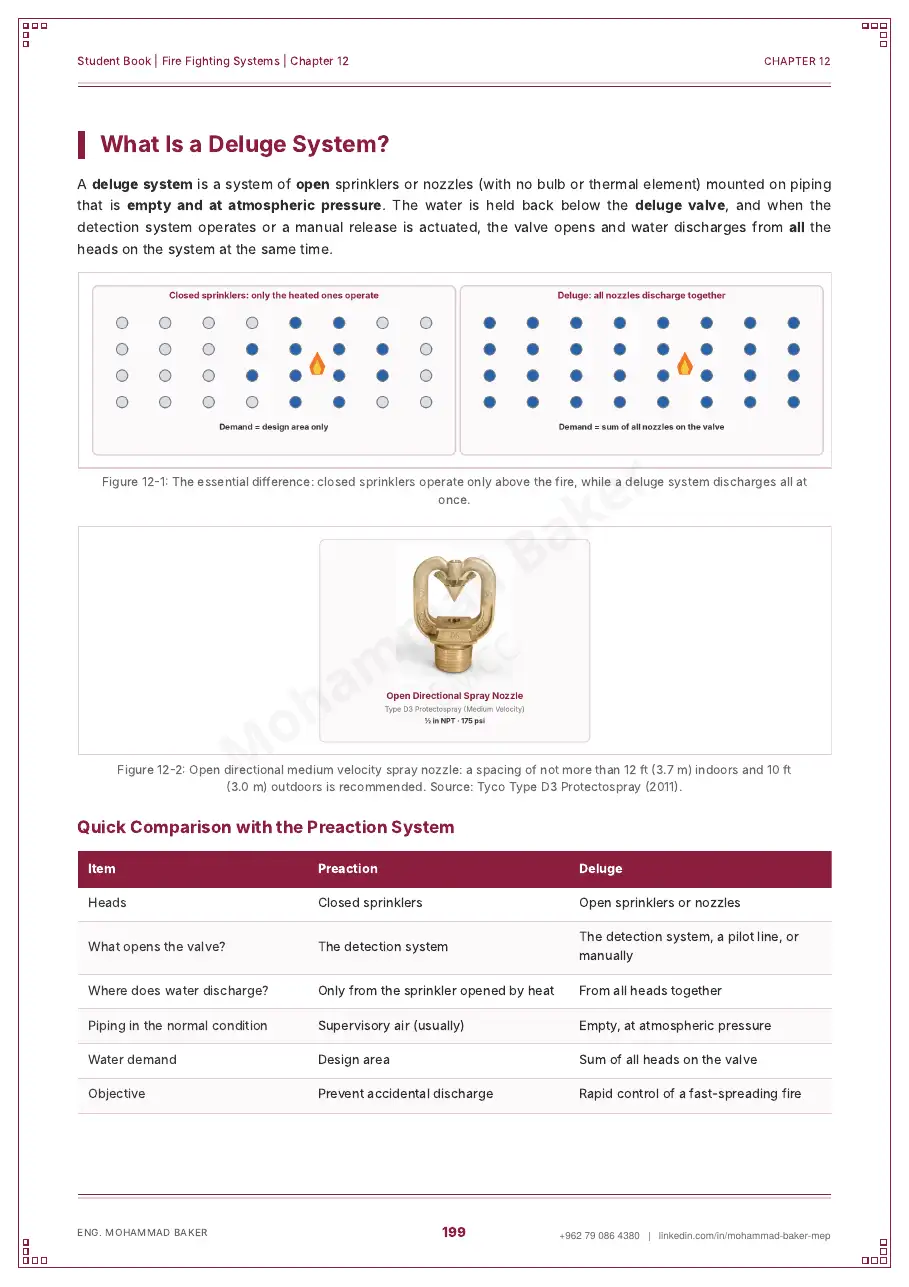 Student Book | Fire Fighting Systems | Chapter 12
CHAPTER 12
What Is a Deluge System?
A deluge system is a system of open sprinklers or nozzles (with no bulb or thermal element) mounted on piping
that is empty and at atmospheric pressure. The water is held back below the deluge valve, and when the
detection system operates or a manual release is actuated, the valve opens and water discharges from all the
heads on the system at the same time.
Closed sprinklers: only the heated ones operate
Demand = design area only
Deluge: all nozzles discharge together
Demand = sum of all nozzles on the valve
Figure 12-1: The essential difference: closed sprinklers operate only above the fire, while a deluge system discharges all at
once.
Open Directional Spray Nozzle
Type D3 Protectospray (Medium Velocity)
½ in NPT · 175 psi
Figure 12-2: Open directional medium velocity spray nozzle: a spacing of not more than 12 ft (3.7 m) indoors and 10 ft
(3.0 m) outdoors is recommended. Source: Tyco Type D3 Protectospray (2011).
Quick Comparison with the Preaction System
Item Preaction Deluge
Heads Closed sprinklers Open sprinklers or nozzles
What opens the valve? The detection system The detection system, a pilot line, or
manually
Where does water discharge? Only from the sprinkler opened by heat From all heads together
Piping in the normal condition Supervisory air (usually) Empty, at atmospheric pressure
Water demand Design area Sum of all heads on the valve
Objective Prevent accidental discharge Rapid control of a fast-spreading fire
Mohammad Baker
ENG. MOHAMMAD BAKER
199
+962 79 086 4380 | linkedin.com/in/mohammad-baker-mep